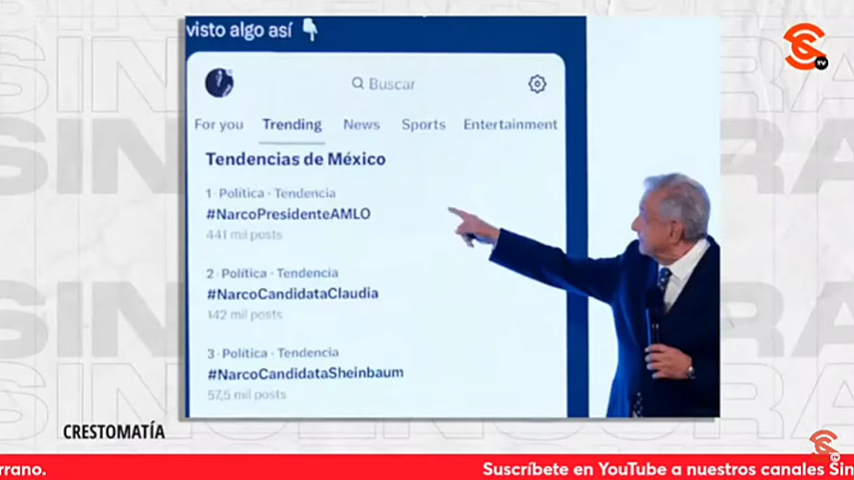 visto algo así 👇
Buscar
For you Trending News Sports Entertainment
Tendencias de México
1 · Política · Tendencia
#NarcoPresidenteAMLO
441 mil posts
2 · Política · Tendencia
#NarcoCandidataClaudia
142 mil posts
3 · Política · Tendencia
#NarcoCandidataSheinbaum
57,5 mil posts
TV
CRESTOMATÍA
TV
rrano.
Suscríbete en YouTube a nuestros canales Sin